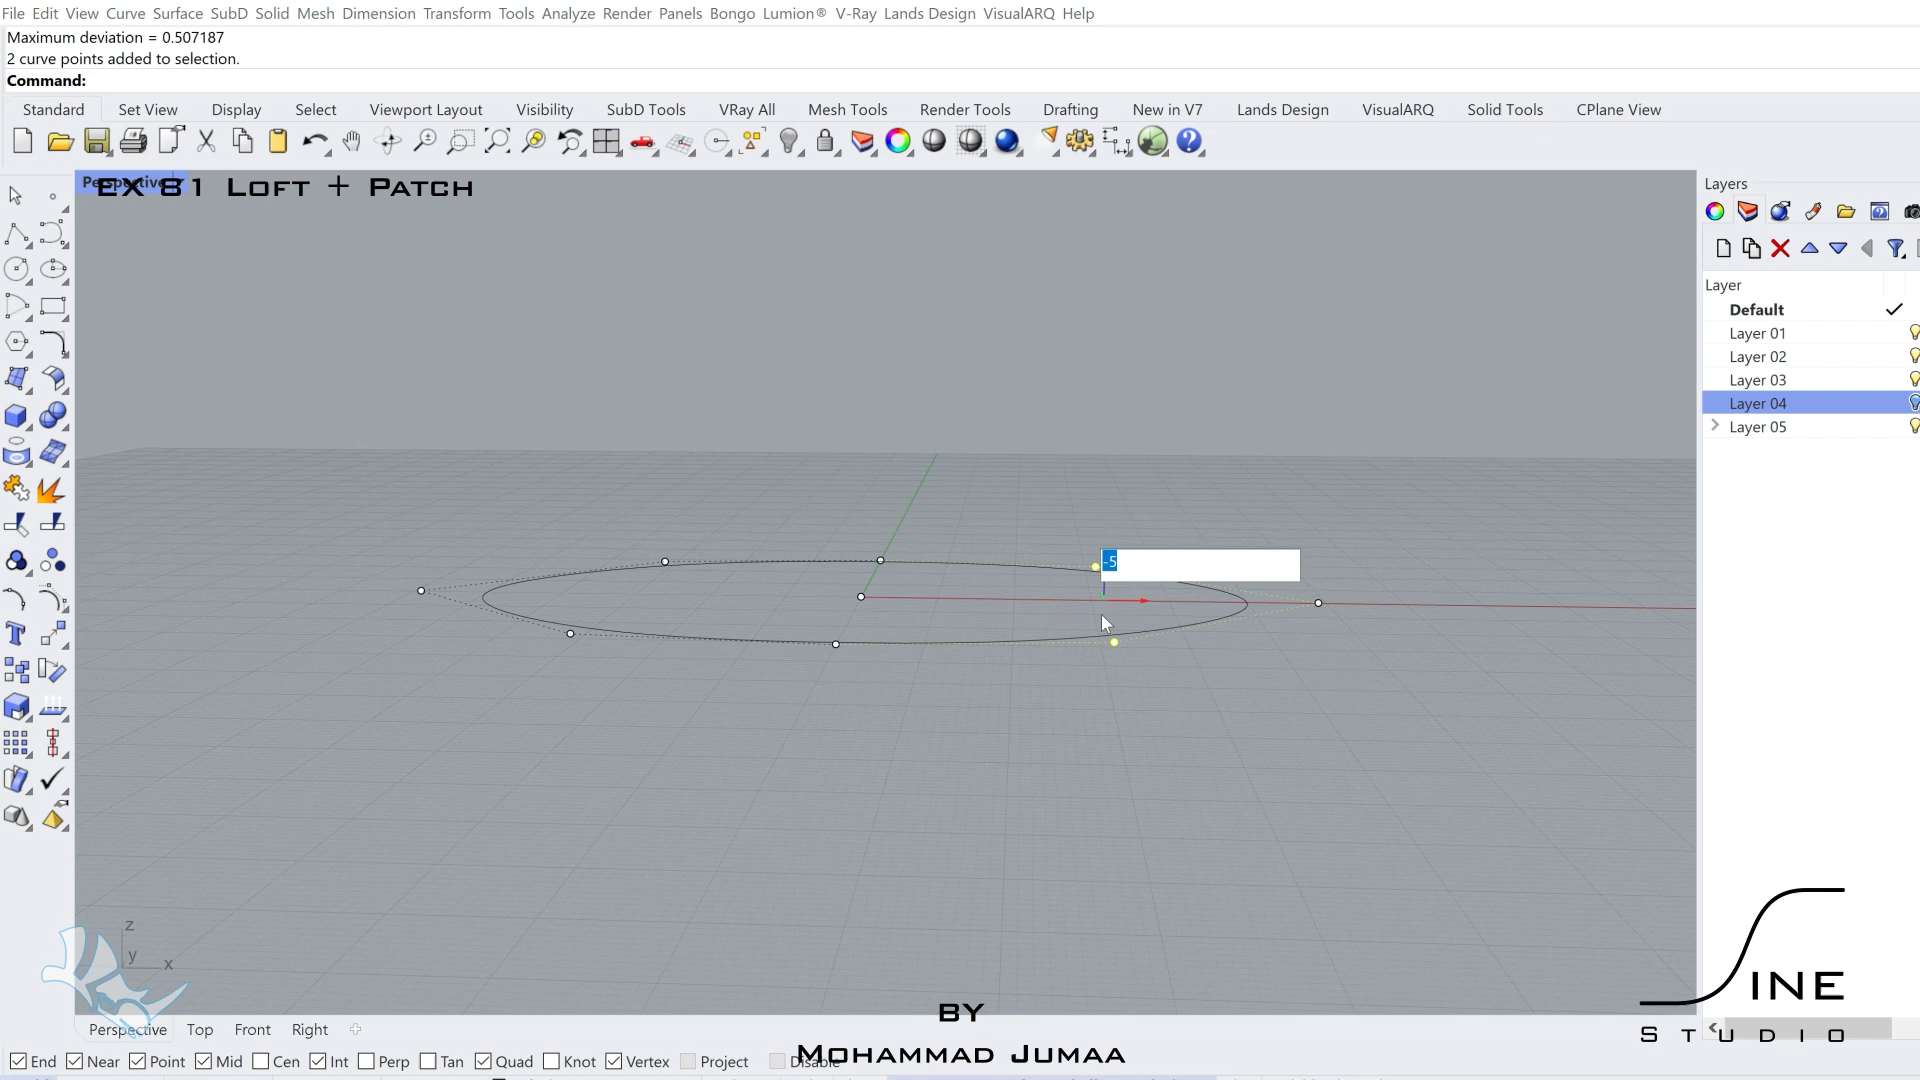 File Edit View Curve Surface SubD Solid Mesh Dimension Transform Tools Analyze Render Panels Bongo Lumion® V-Ray Lands Design VisualARQ Help
Maximum deviation = 0.507187
2 curve points added to selection.
Command:
Standard Set View Display Select Viewport Layout Visibility SubD Tools VRay All Mesh Tools Render Tools Drafting New in V7 Lands Design VisualARQ Solid Tools CPlane View
Perspective
EX 81 Loft + Patch
Layers
Layer
Default
Layer 01
Layer 02
Layer 03
Layer 04
Layer 05
-5
z
y
x
INE
STUDIO
BY
Mohammad Jumaa
Perspective Top Front Right
End Near Point Mid Cen Int Perp Tan Quad Knot Vertex Project Disable